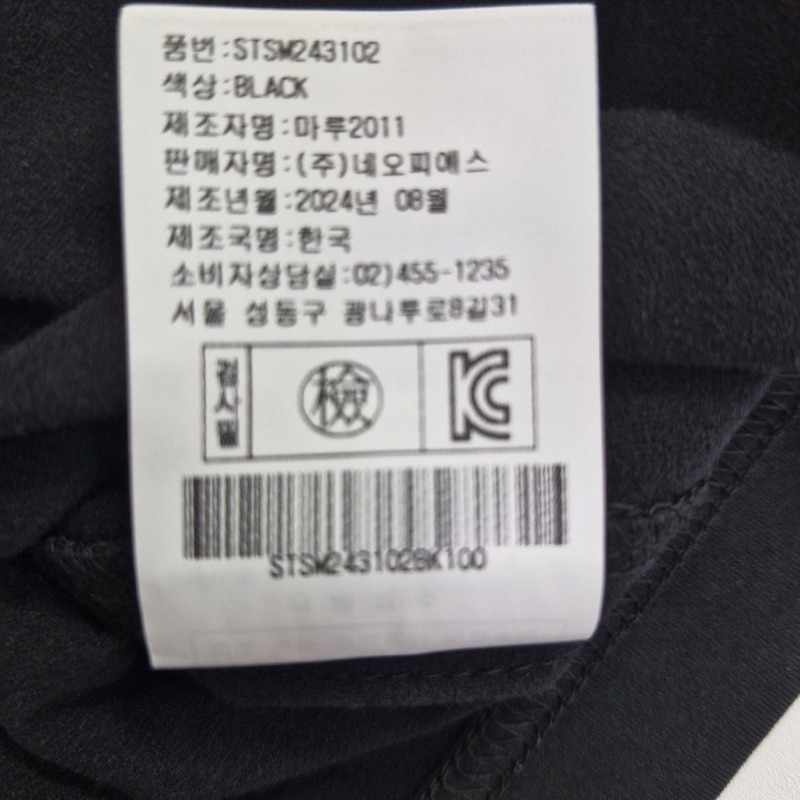 품번:STSM243102
색상:BLACK
제조자명:마루2011
판매자명:(주)네오피에스
제조년월:2024년 08월
제조국명:한국
소비자상담실:02)455-1235
서울 성동구 광나루로8길31
검사필
檢
KC
STSM243102BK100